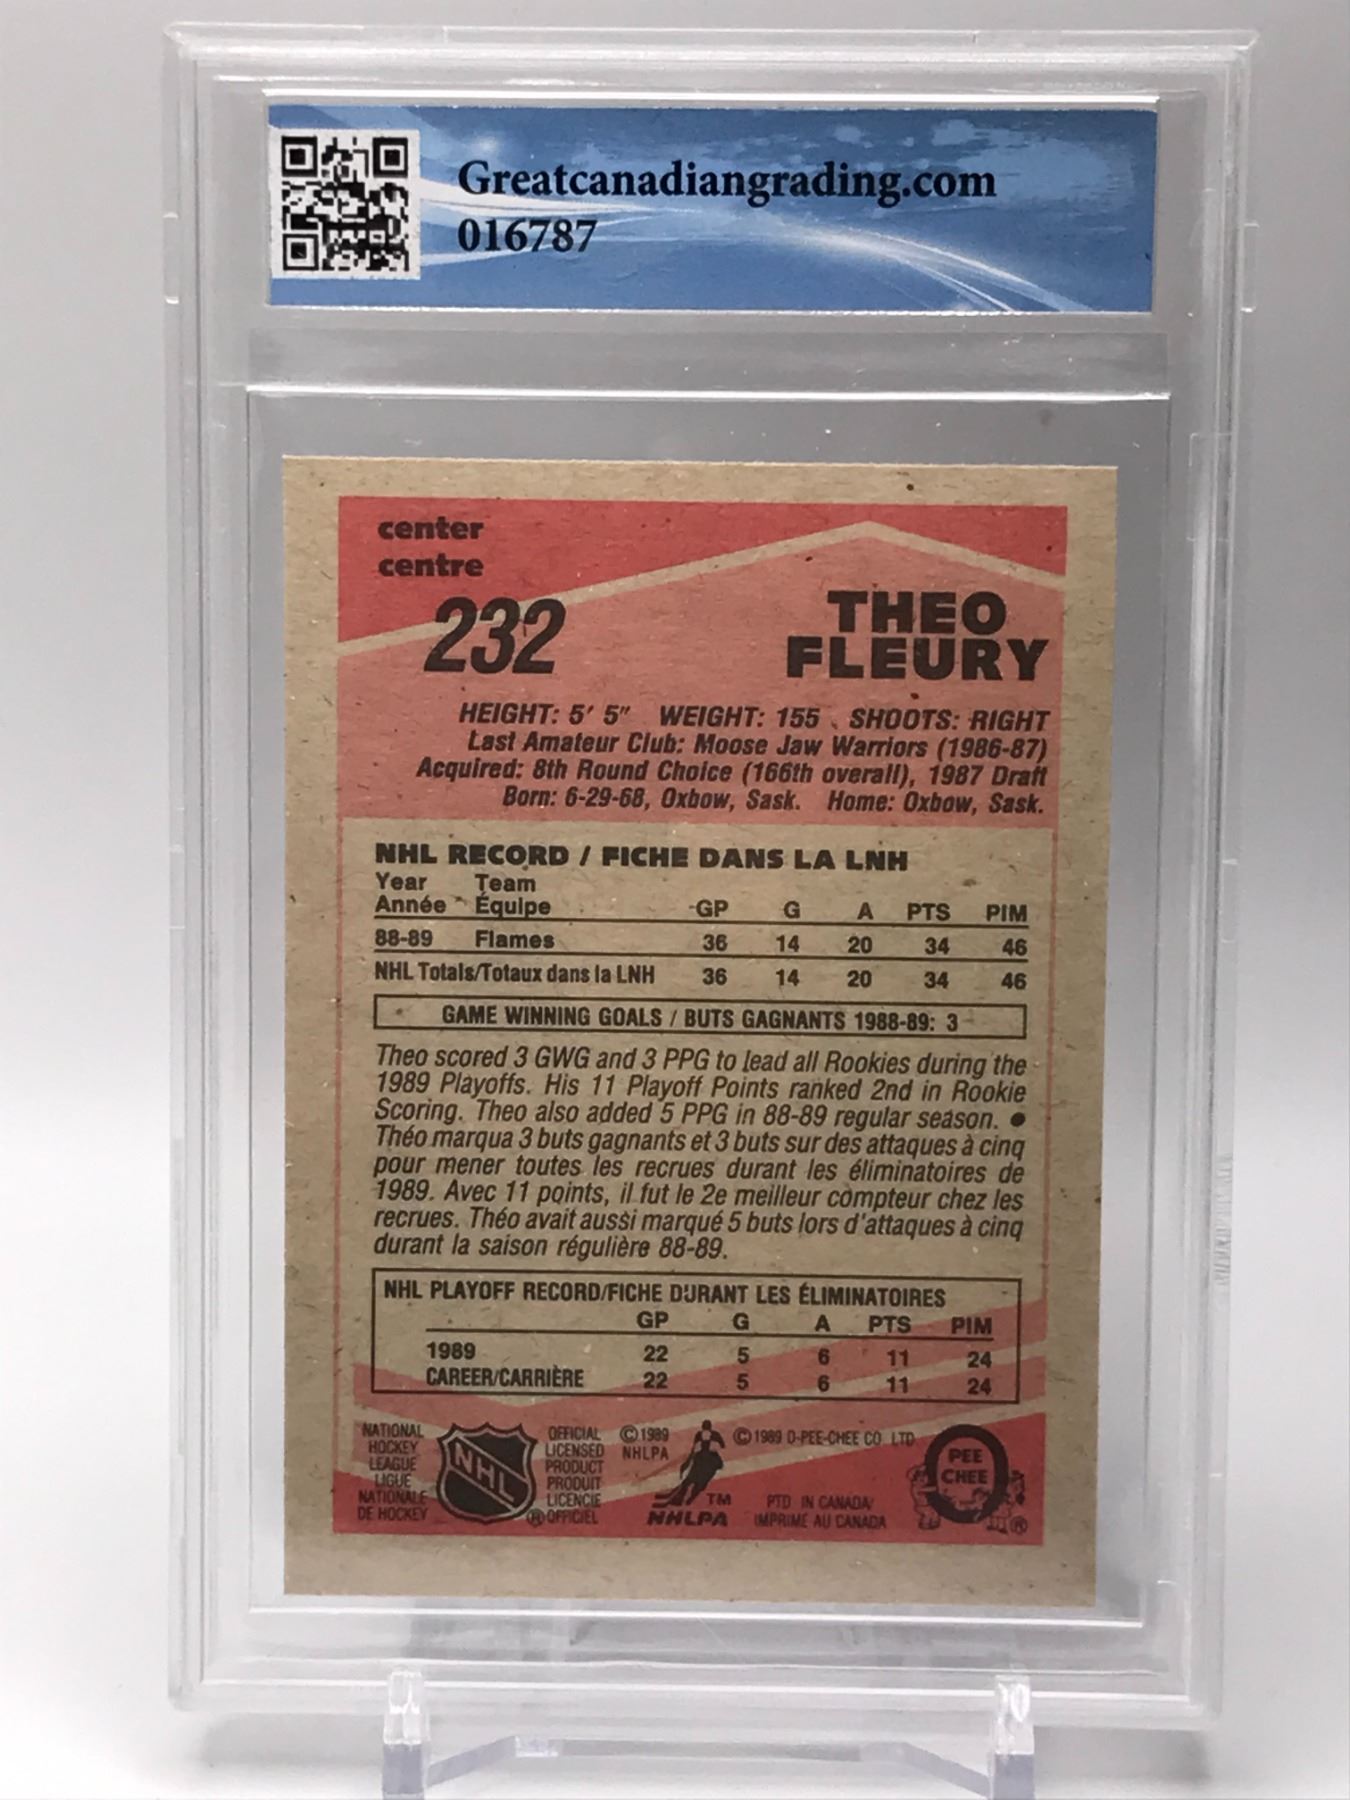 Greatcanadiangrading.com
016787
center
centre
232
THEO
FLEURY
HEIGHT: 5' 5" WEIGHT: 155 SHOOTS: RIGHT
Last Amateur Club: Moose Jaw Warriors (1986-87)
Acquired: 8th Round Choice (166th overall), 1987 Draft
Born: 6-29-68, Oxbow, Sask. Home: Oxbow, Sask.
NHL RECORD / FICHE DANS LA LNH
Year Team
Année Équipe GP G A PTS PIM
88-89 Flames 36 14 20 34 46
NHL Totals/Totaux dans la LNH 36 14 20 34 46
GAME WINNING GOALS / BUTS GAGNANTS 1988-89: 3
Theo scored 3 GWG and 3 PPG to lead all Rookies during the
1989 Playoffs. His 11 Playoff Points ranked 2nd in Rookie
Scoring. Theo also added 5 PPG in 88-89 regular season. ●
Théo marqua 3 buts gagnants et 3 buts sur des attaques à cinq
pour mener toutes les recrues durant les éliminatoires de
1989. Avec 11 points, il fut le 2e meilleur compteur chez les
recrues. Théo avait aussi marqué 5 buts lors d'attaques à cinq
durant la saison régulière 88-89.
NHL PLAYOFF RECORD/FICHE DURANT LES ÉLIMINATOIRES
GP G A PTS PIM
1989 22 5 6 11 24
CAREER/CARRIÈRE 22 5 6 11 24
NATIONAL
HOCKEY
LEAGUE
LIGUE
NATIONALE
DE HOCKEY
NHL
OFFICIAL
LICENSED
PRODUCT
PRODUIT
LICENCIE
® OFFICIEL
© 1989
NHLPA
TM
NHLPA
© 1989 O-PEE-CHEE CO. LTD.
PTD. IN CANADA/
IMPRIMÉ AU CANADA
PEE
CHEE
®